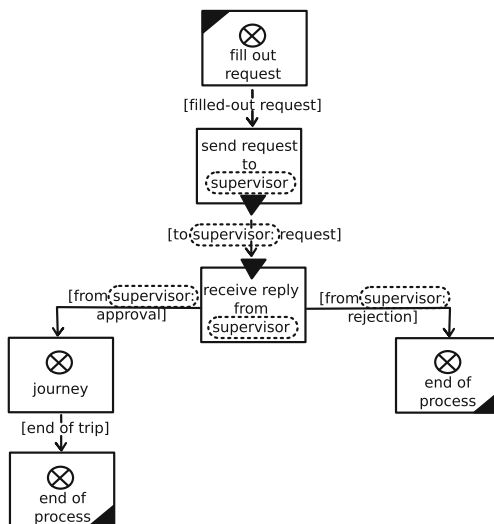 fill out
request
[filled-out request]
send request
to
supervisor
[to supervisor: request]
receive reply
from
supervisor
[from supervisor:
approval]
[from supervisor:
rejection]
journey
end of
process
[end of trip]
end of
process